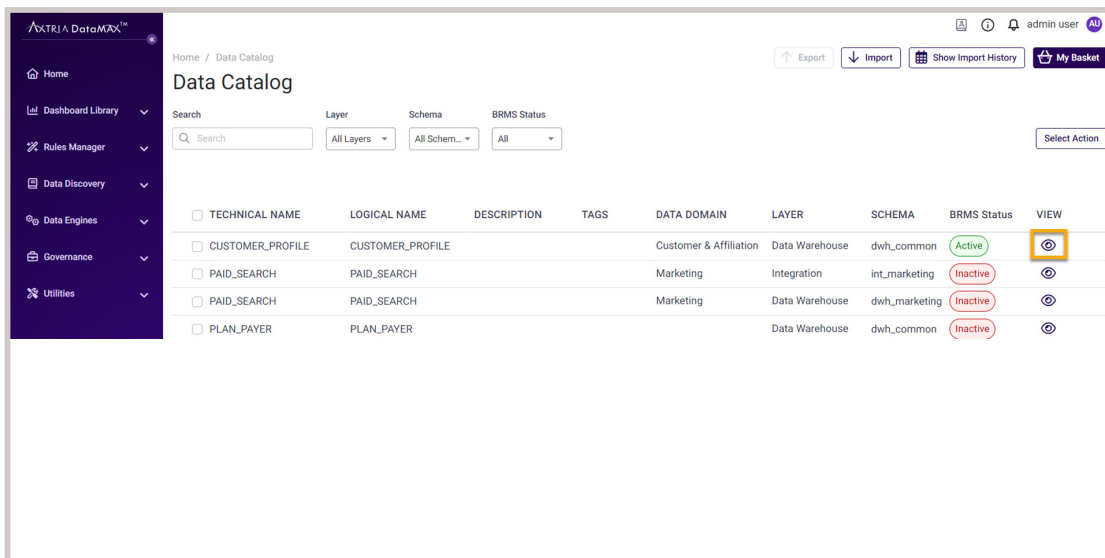 AXTRIA DataMAX™
admin user AU
Home / Data Catalog
Export Import Show Import History My Basket
Data Catalog
Home
Dashboard Library
Rules Manager
Data Discovery
Data Engines
Governance
Utilities
Search Layer Schema BRMS Status
Search All Layers All Schem... All
Select Action
TECHNICAL NAME LOGICAL NAME DESCRIPTION TAGS DATA DOMAIN LAYER SCHEMA BRMS Status VIEW
CUSTOMER_PROFILE CUSTOMER_PROFILE Customer & Affiliation Data Warehouse dwh_common Active
PAID_SEARCH PAID_SEARCH Marketing Integration int_marketing Inactive
PAID_SEARCH PAID_SEARCH Marketing Data Warehouse dwh_marketing Inactive
PLAN_PAYER PLAN_PAYER Data Warehouse dwh_common Inactive